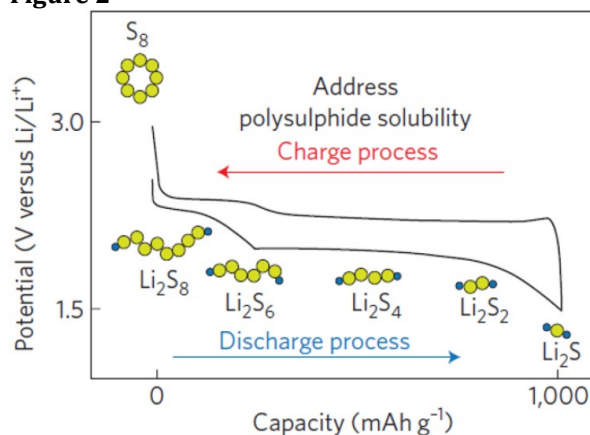 Figure 2
S8
Address
polysulphide solubility
Charge process
3.0
Potential (V versus Li/Li+)
Li2S8
Li2S6
Li2S4
Li2S2
1.5
Discharge process
Li2S
0
1,000
Capacity (mAh g−1)